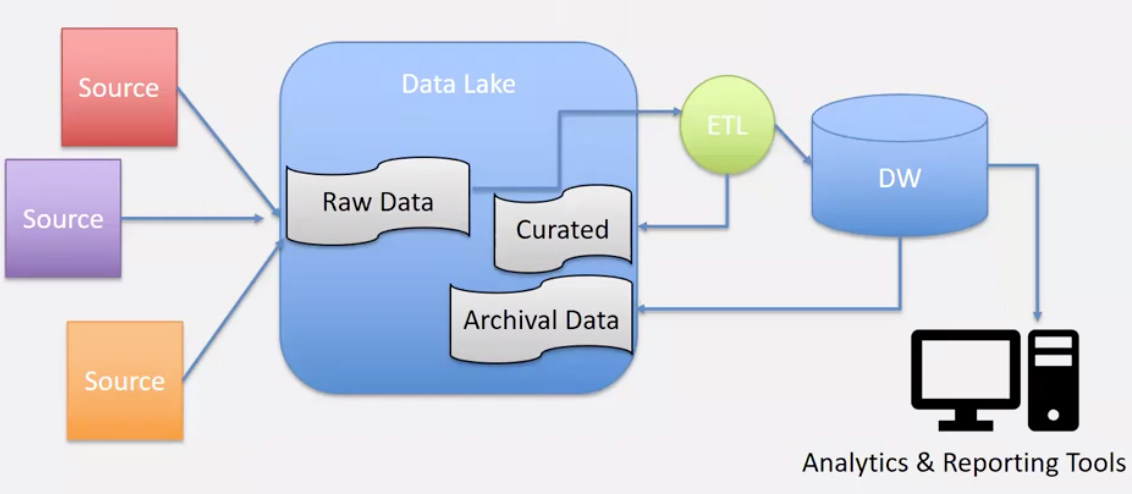 Source
Source
Source
Data Lake
Raw Data
Curated
Archival Data
ETL
DW
Analytics & Reporting Tools